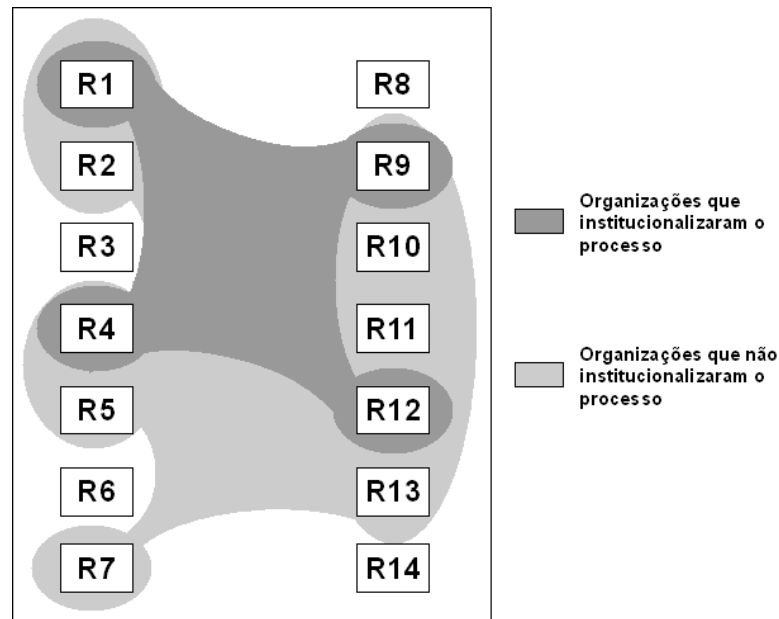 R1
R2
R3
R4
R5
R6
R7
R8
R9
R10
R11
R12
R13
R14
Organizações que
institucionalizaram o
processo
Organizações que não
institucionalizaram o
processo